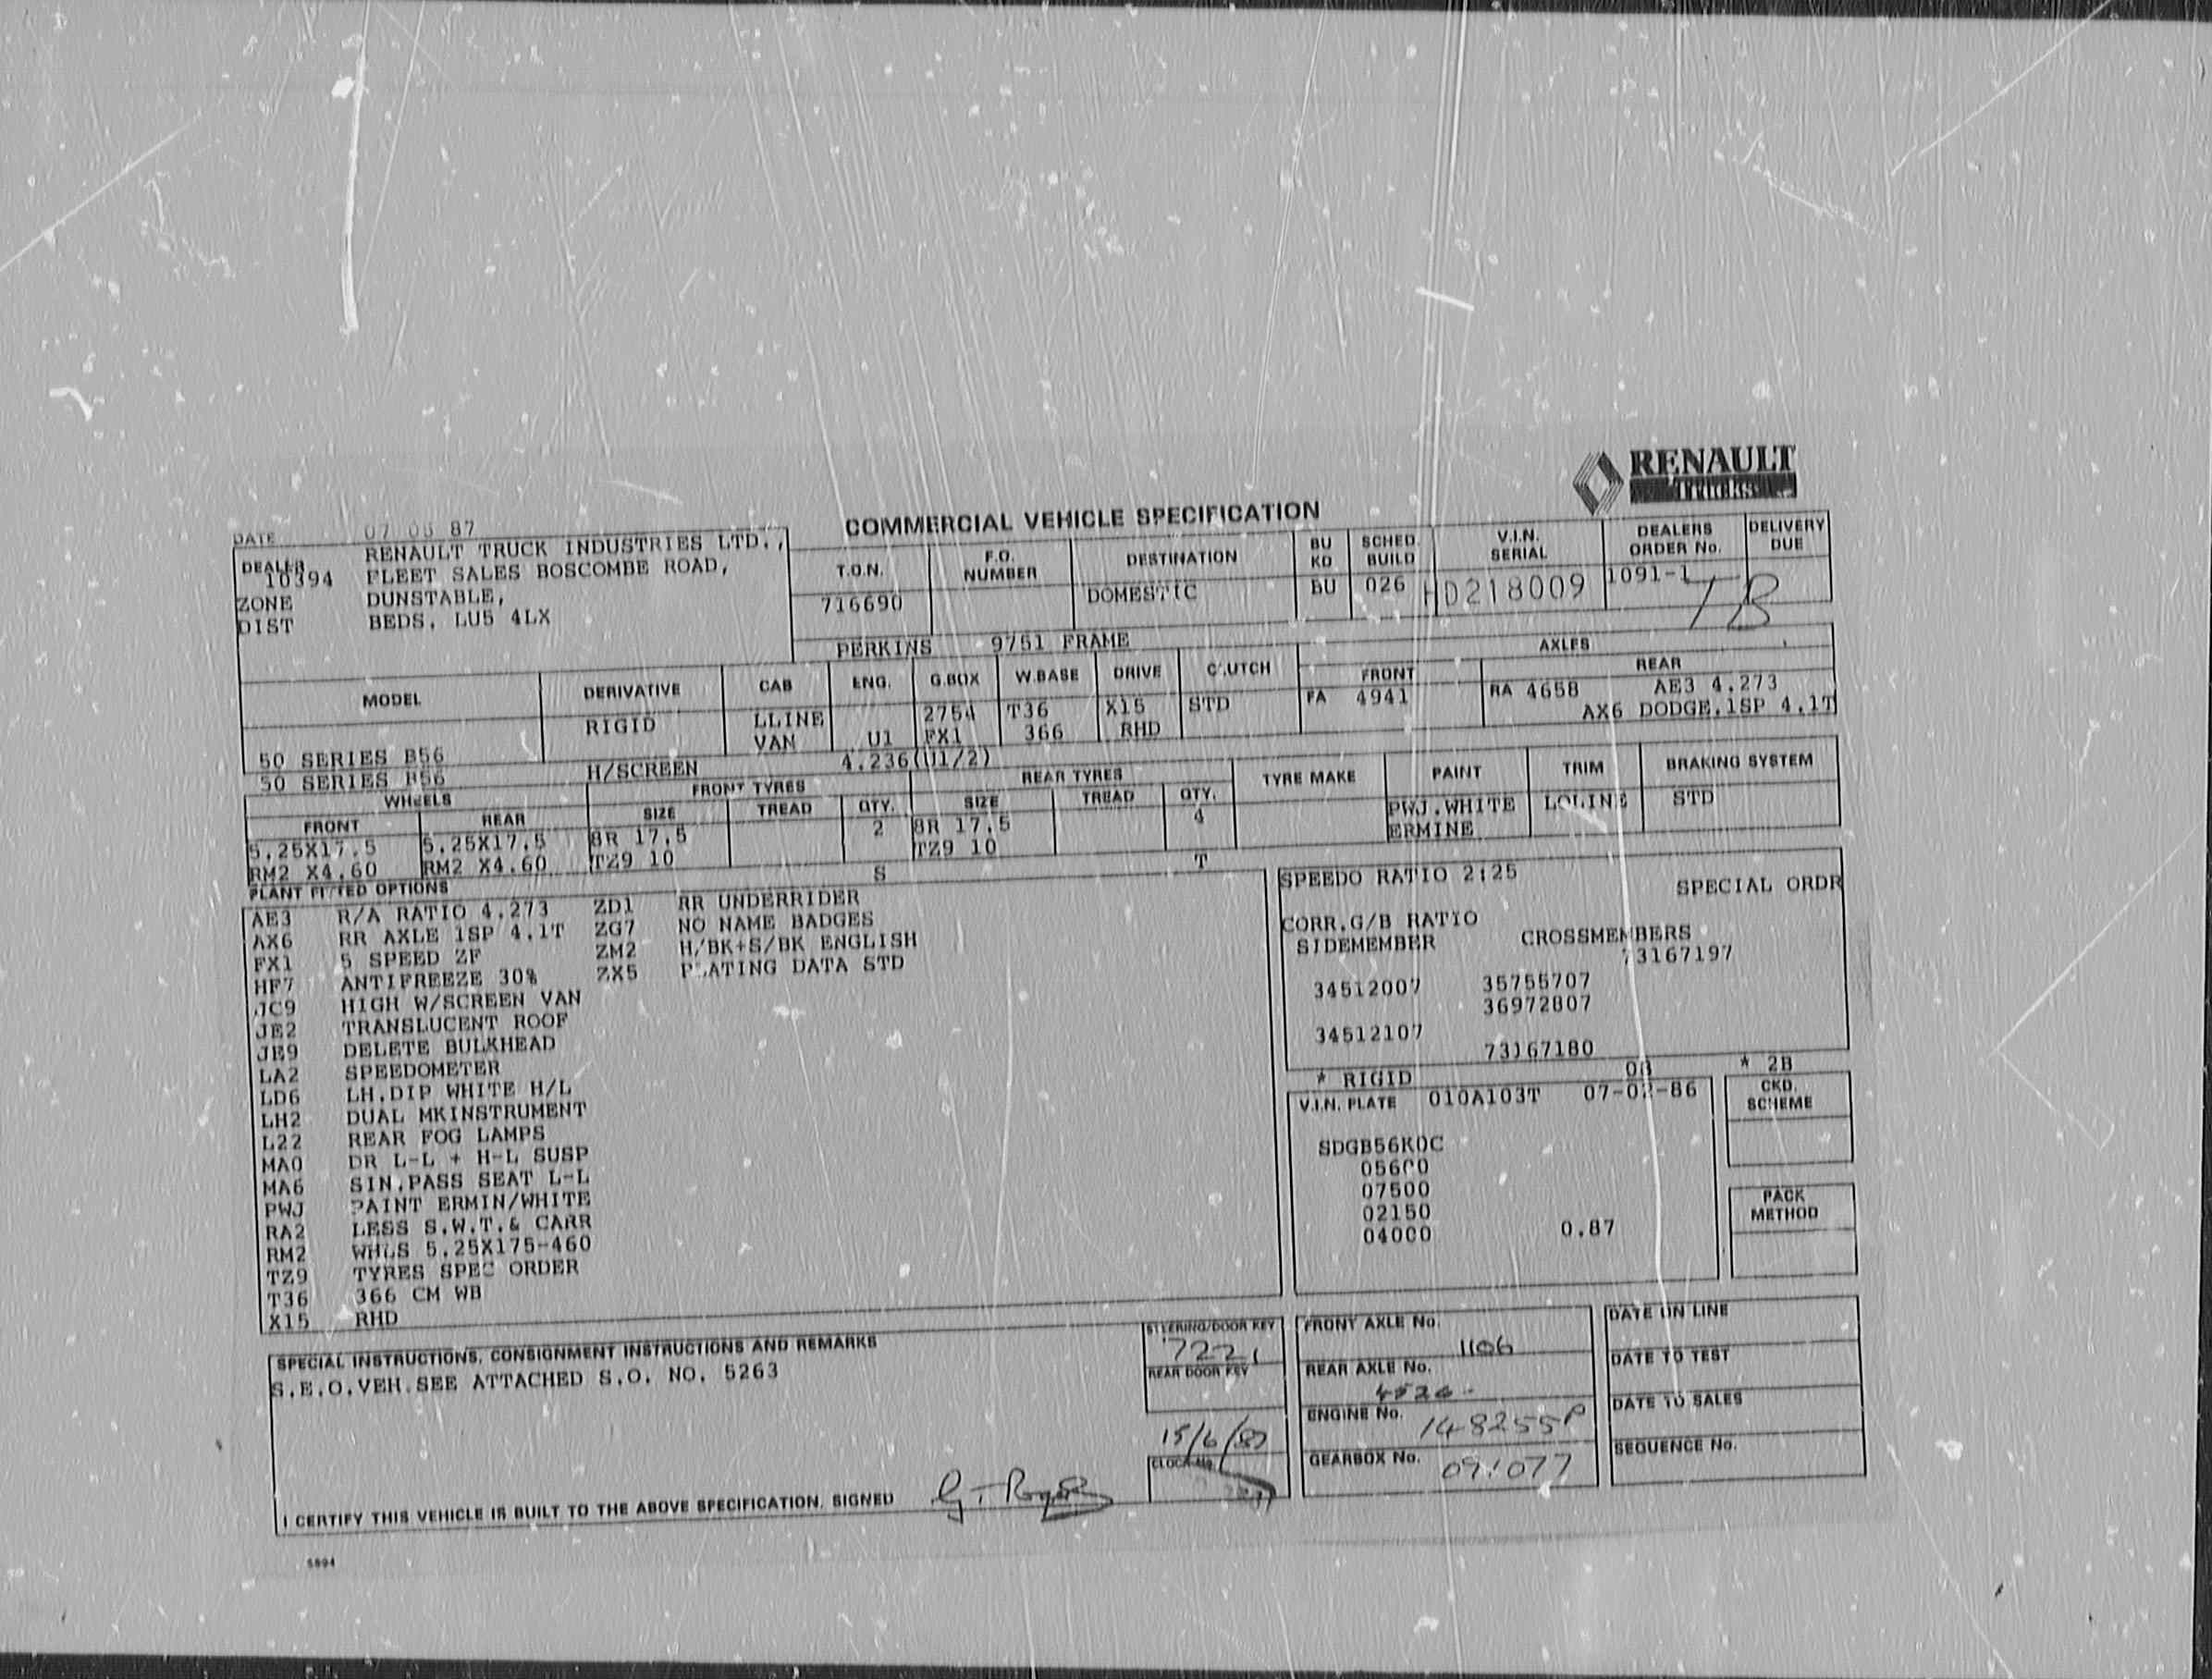 RENAULT
Trucks
COMMERCIAL VEHICLE SPECIFICATION
DATE 07 05 87
DEALER 10394 RENAULT TRUCK INDUSTRIES LTD.,
FLEET SALES BOSCOMBE ROAD,
ZONE DUNSTABLE,
DIST BEDS, LU5 4LX
T.O.N. F.O. NUMBER DESTINATION BU KD SCHED. BUILD V.I.N. SERIAL DEALERS ORDER No. DELIVERY DUE
716690 DOMESTIC BU 026 HD218009 1091-1
PERKINS 9751 FRAME
MODEL DERIVATIVE CAB ENG. G.BOX W.BASE DRIVE CLUTCH AXLES FRONT REAR
RIGID LLINE 2754 T36 X15 STD FA 4941 RA 4658 AE3 4.273
50 SERIES B56 VAN U1 FX1 366 RHD AX6 DODGE.1SP 4.1T
50 SERIES B56 H/SCREEN 4.236(U1/2)
WHEELS FRONT TYRES REAR TYRES TYRE MAKE PAINT TRIM BRAKING SYSTEM
FRONT REAR SIZE TREAD QTY. SIZE TREAD QTY.
5.25X17.5 5.25X17.5 8R 17.5 2 8R 17.5 4 PWJ.WHITE LOLINE STD
RM2 X4.60 RM2 X4.60 TZ9 10 TZ9 10 ERMINE
S T
PLANT FITTED OPTIONS
AE3 R/A RATIO 4.273 ZD1 RR UNDERRIDER
AX6 RR AXLE 1SP 4.1T ZG7 NO NAME BADGES
FX1 5 SPEED ZF ZM2 H/BK+S/BK ENGLISH
HF7 ANTIFREEZE 30% ZX5 PLATING DATA STD
JC9 HIGH W/SCREEN VAN
JE2 TRANSLUCENT ROOF
JE9 DELETE BULKHEAD
LA2 SPEEDOMETER
LD6 LH.DIP WHITE H/L
LH2 DUAL MKINSTRUMENT
L22 REAR FOG LAMPS
MA0 DR L-L + H-L SUSP
MA6 SIN.PASS SEAT L-L
PWJ PAINT ERMIN/WHITE
RA2 LESS S.W.T.& CARR
RM2 WHLS 5.25X175-460
TZ9 TYRES SPEC ORDER
T36 366 CM WB
X15 RHD
SPEEDO RATIO 2:25
SPECIAL ORDR
CORR.G/B RATIO
SIDEMEMBER CROSSMEMBERS
73167197
34512007 35755707
36972807
34512107
73167180
* RIGID 08 * 2B
V.I.N. PLATE 010A103T 07-02-86
SDGB56K0C
05600
07500
02150
04000 0.87
CKD. SCHEME
PACK METHOD
SPECIAL INSTRUCTIONS, CONSIGNMENT INSTRUCTIONS AND REMARKS
S.E.O.VEH.SEE ATTACHED S.O. NO. 5263
STEERING/DOOR KEY
7221
REAR DOOR KEY
15/6/87
CLOCK No.
FRONT AXLE No.
1106
REAR AXLE No.
4526
ENGINE No. 148255P
GEARBOX No. 091077
DATE ON LINE
DATE TO TEST
DATE TO SALES
SEQUENCE No.
I CERTIFY THIS VEHICLE IS BUILT TO THE ABOVE SPECIFICATION. SIGNED
5894